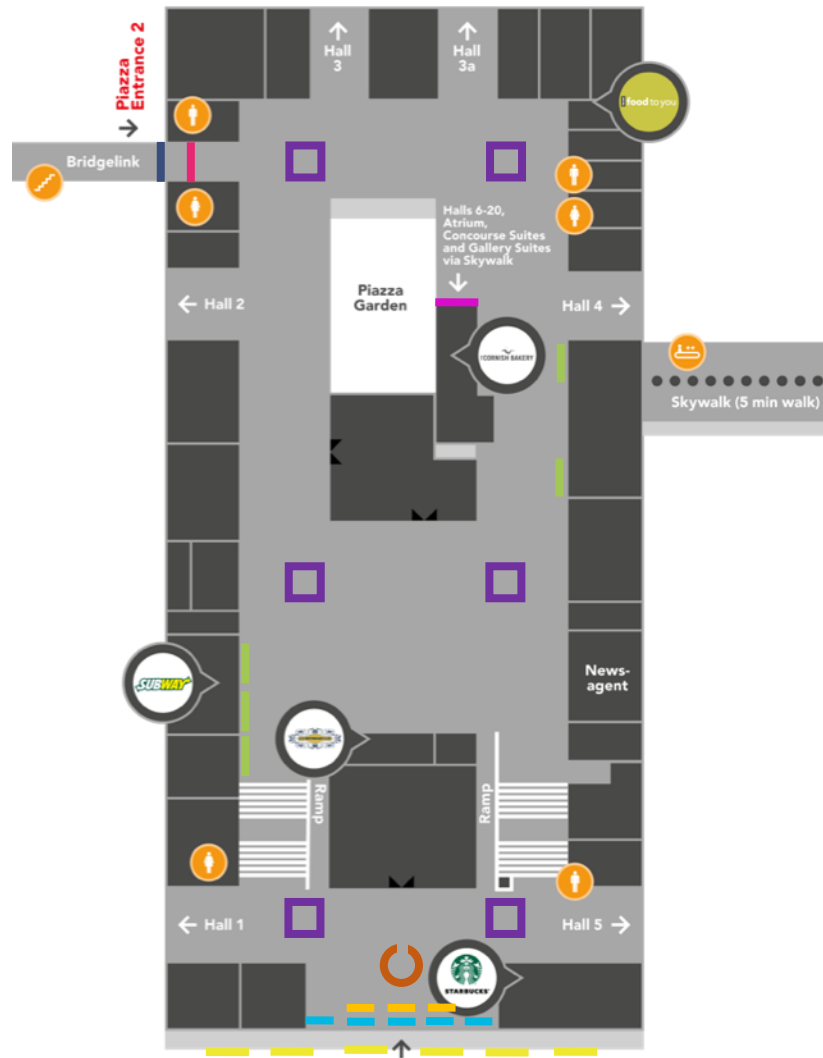 Piazza
Entrance 2
Hall
3
Hall
3a
food to you
Bridgelink
Halls 6-20,
Atrium,
Concourse Suites
and Gallery Suites
via Skywalk
Piazza
Garden
Hall 2
Hall 4
CORNISH BAKERY
Skywalk (5 min walk)
SUBWAY
News-
agent
Ramp
Ramp
Hall 1
Hall 5
STARBUCKS